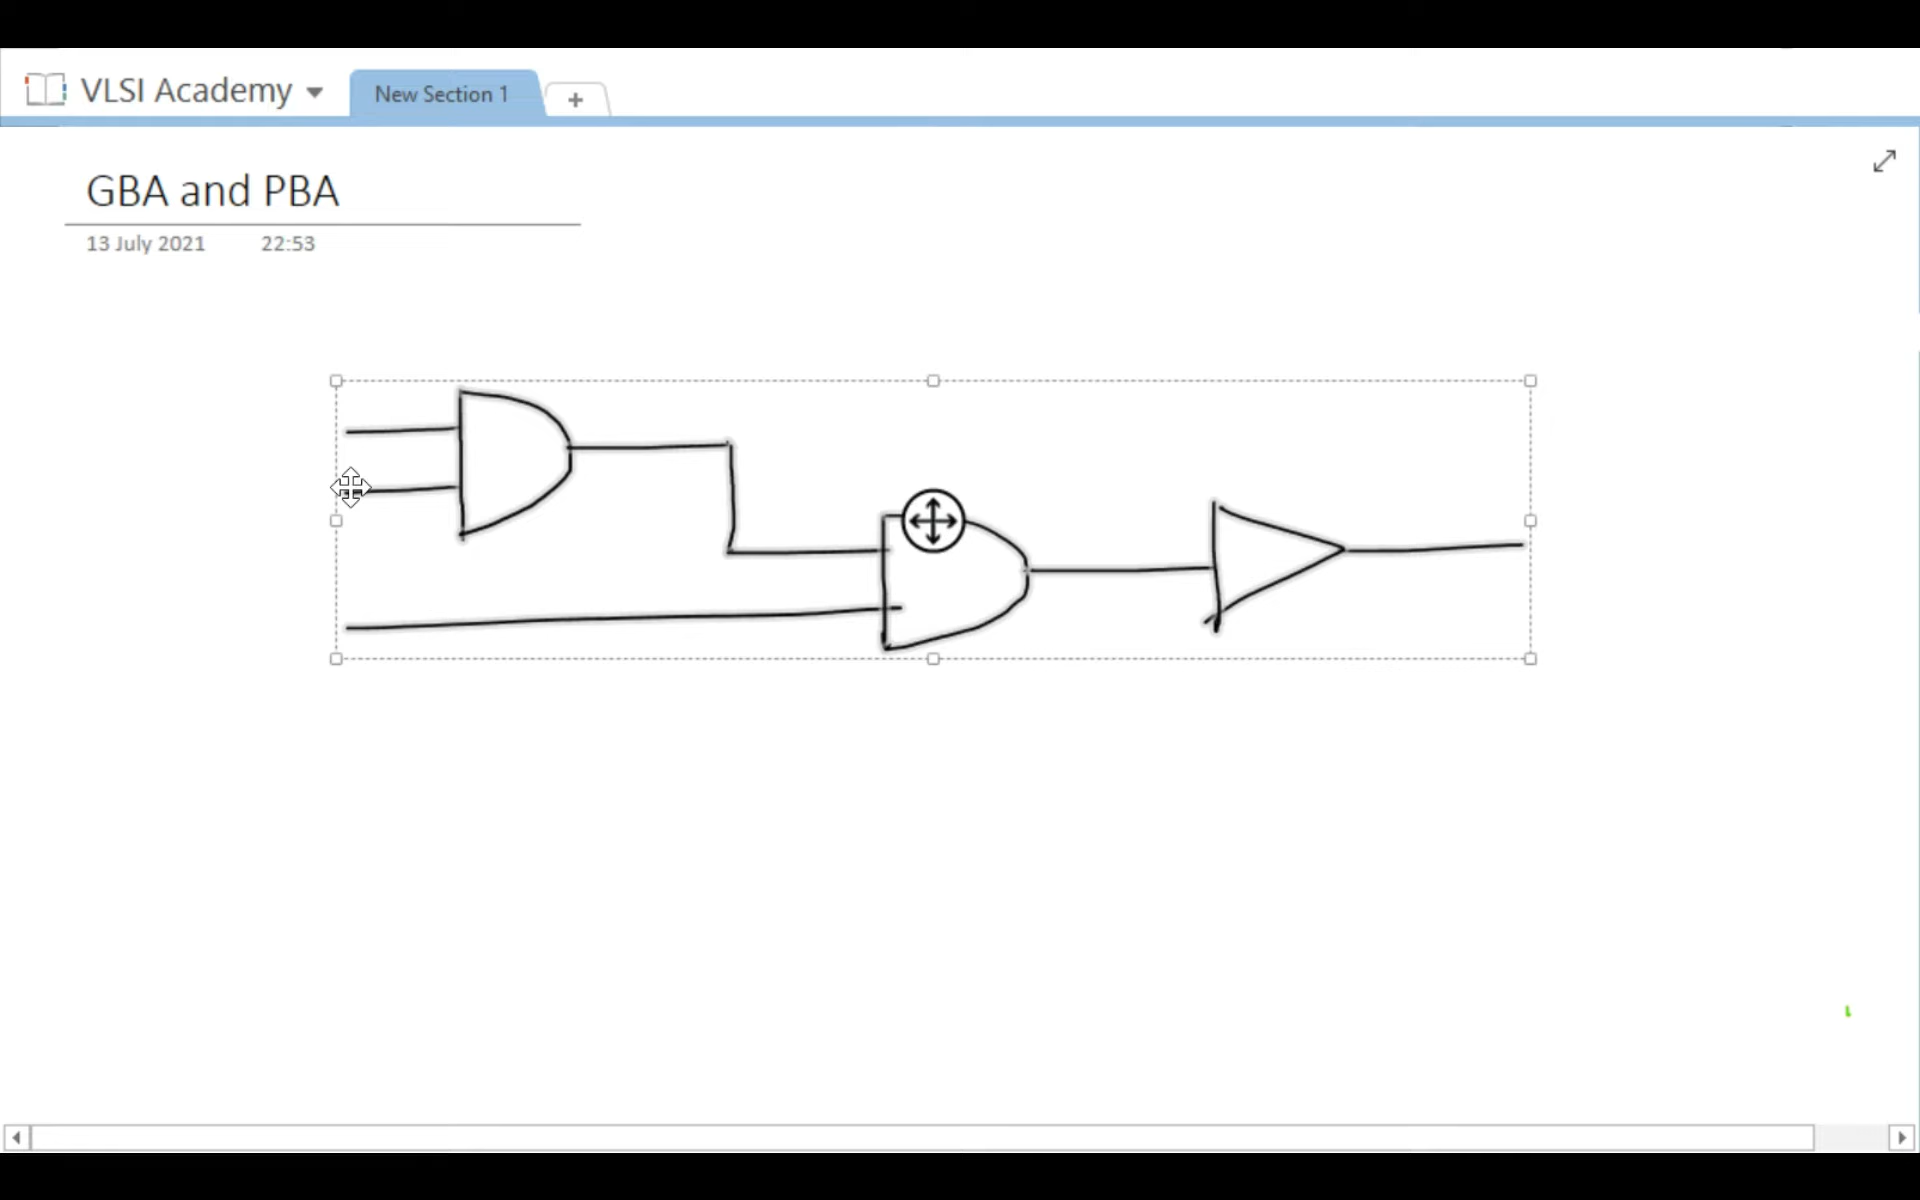 VLSI Academy
New Section 1
+
GBA and PBA
13 July 2021 22:53